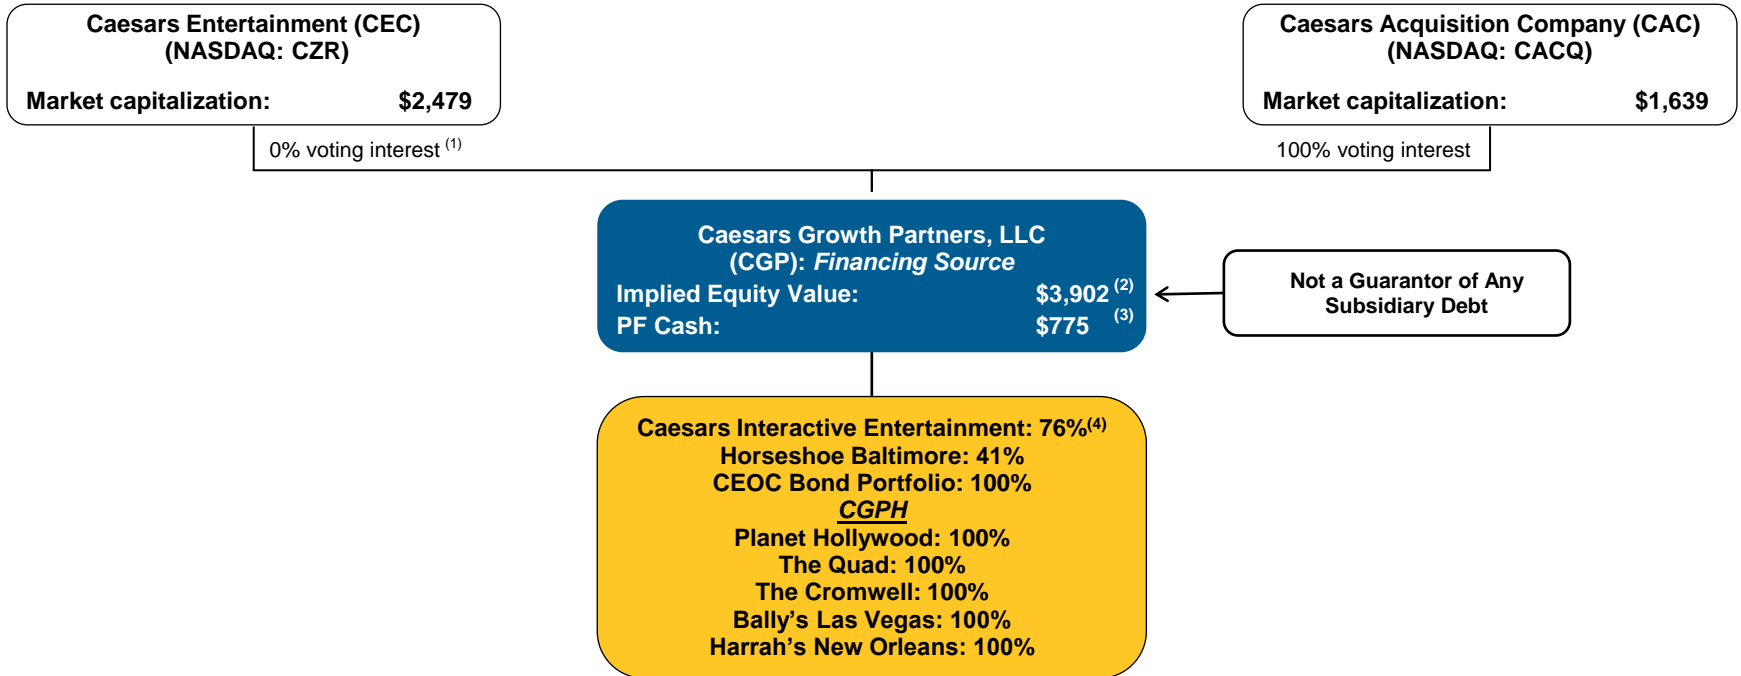 Caesars Entertainment (CEC)
(NASDAQ: CZR)
Market capitalization: $2,479
Caesars Acquisition Company (CAC)
(NASDAQ: CACQ)
Market capitalization: $1,639
0% voting interest (1)
100% voting interest
Caesars Growth Partners, LLC
(CGP): Financing Source
Implied Equity Value: $3,902 (2)
PF Cash: $775 (3)
Not a Guarantor of Any
Subsidiary Debt
Caesars Interactive Entertainment: 76%(4)
Horseshoe Baltimore: 41%
CEOC Bond Portfolio: 100%
CGPH
Planet Hollywood: 100%
The Quad: 100%
The Cromwell: 100%
Bally’s Las Vegas: 100%
Harrah’s New Orleans: 100%